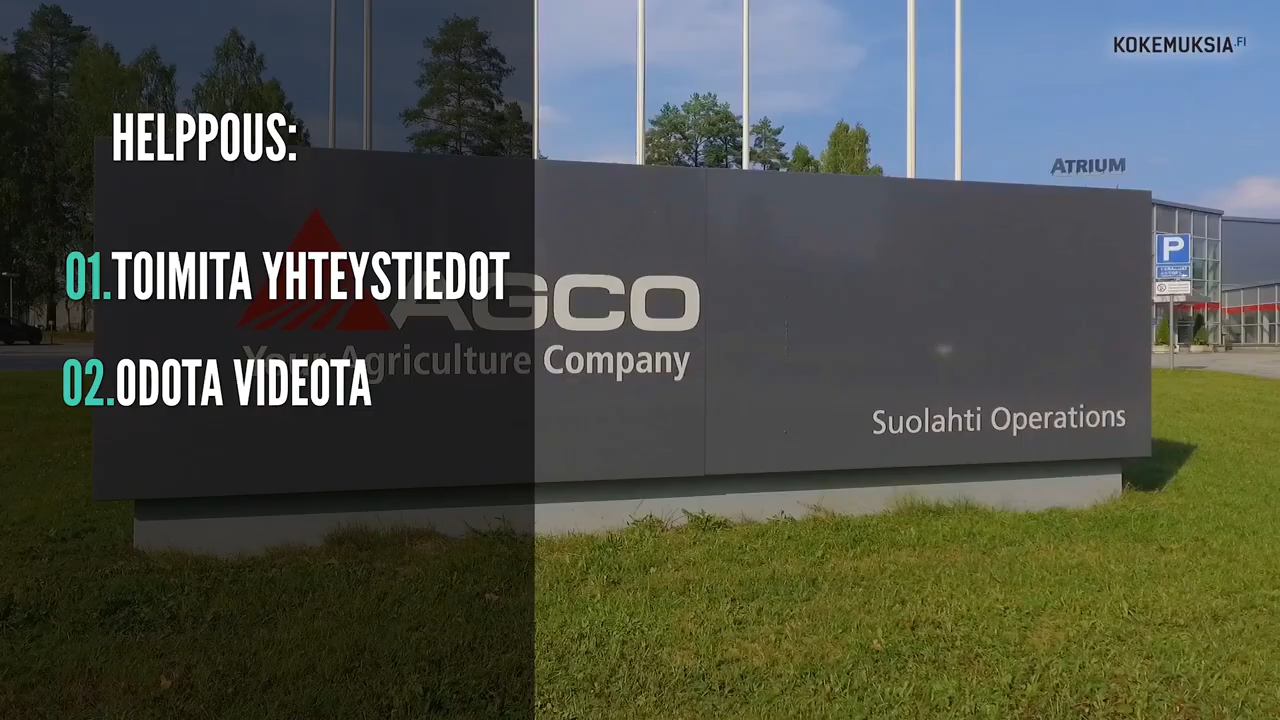 KOKEMUKSIA.FI
HELPPOUS:
ATRIUM
P
01.TOIMITA YHTEYSTIEDOT
AGCO
Your Agriculture Company
02.ODOTA VIDEOTA
Suolahti Operations